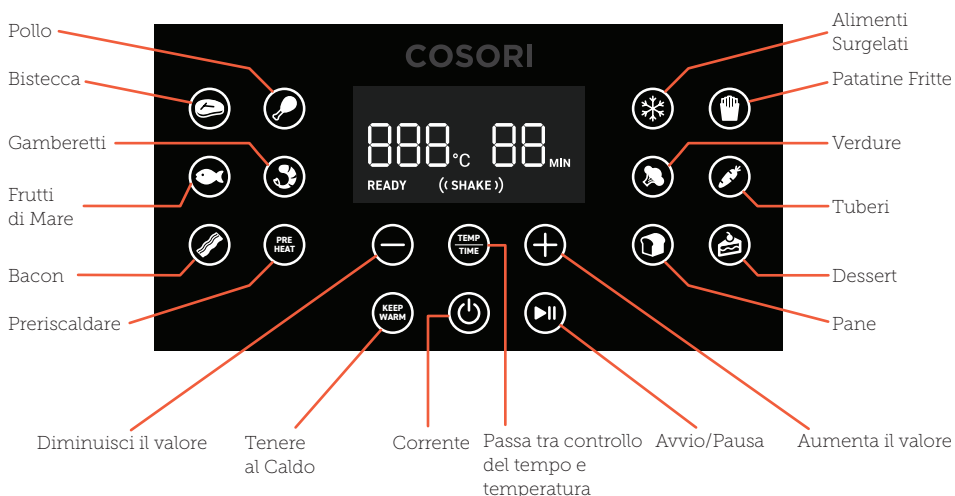 Pollo
Bistecca
Gamberetti
Frutti
di Mare
Bacon
Preriscaldare
COSORI
888°C 88 MIN
READY ((SHAKE))
PRE
HEAT
TEMP
TIME
KEEP
WARM
Alimenti
Surgelati
Patatine Fritte
Verdure
Tuberi
Dessert
Pane
Diminuisci il valore
Tenere
al Caldo
Corrente
Passa tra controllo
del tempo e
temperatura
Avvio/Pausa
Aumenta il valore